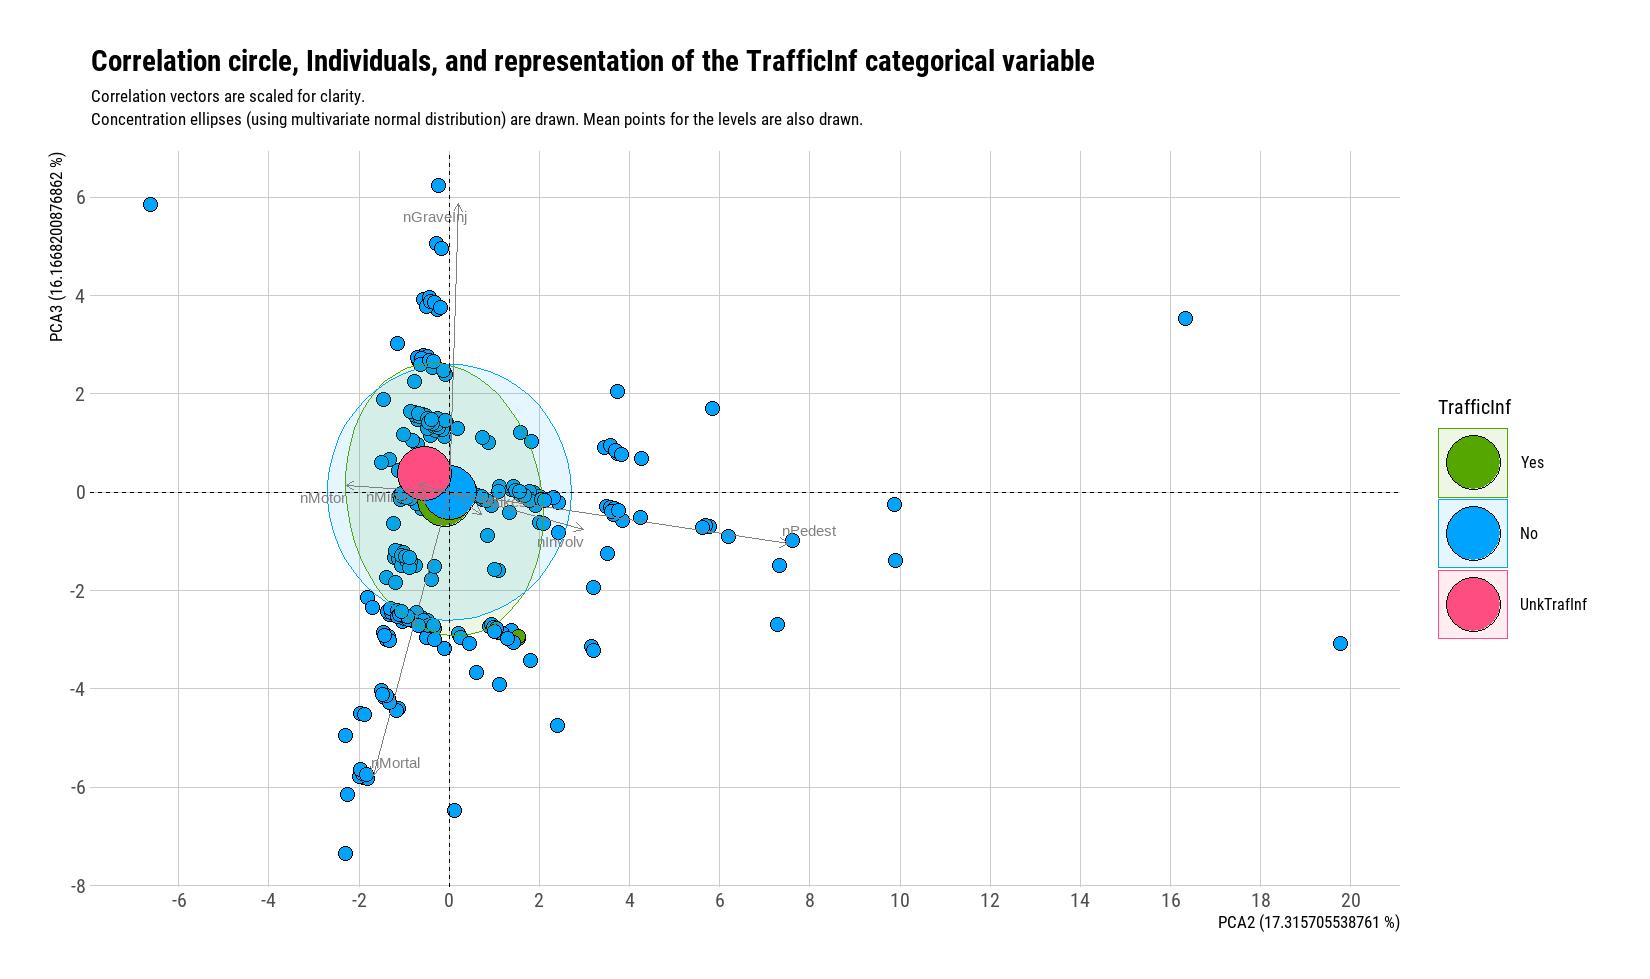 Correlation circle, Individuals, and representation of the TrafficInf categorical variable
Correlation vectors are scaled for clarity.
Concentration ellipses (using multivariate normal distribution) are drawn. Mean points for the levels are also drawn.
PCA3 (16.1668200876862 %)
6
4
2
0
-2
-4
-6
-8
-6
-4
-2
0
2
4
6
8
10
12
14
16
18
20
PCA2 (17.315705538761 %)
nGraveInj
nMotor
nInvolv
nPedest
nMortal
TrafficInf
Yes
No
UnkTrafInf